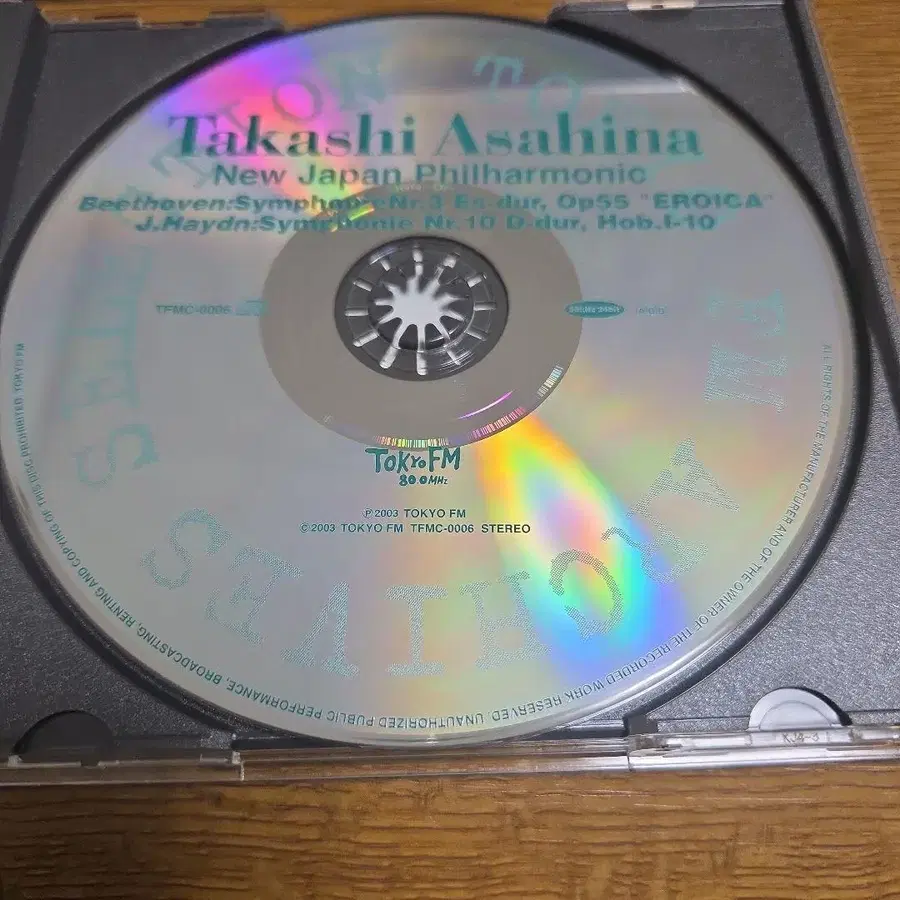 Takashi Asahina
New Japan Philharmonic
Beethoven:Symphonie Nr.3 Es-dur, Op55 "EROICA"
J.Haydn:Symphonie Nr.10 D-dur, Hob.I-10
TFMC-0006
TOKYO FM
80.0MHz
℗ 2003 TOKYO FM
© 2003 TOKYO FM TFMC-0006 STEREO
FM ARCHIVES
ALL RIGHTS OF THE MANUFACTURER AND OF THE OWNER OF THE RECORDED WORK RESERVED. UNAUTHORIZED PUBLIC PERFORMANCE, BROADCASTING, RENTING AND COPYING OF THIS DISC PROHIBITED. TOKYO FM
K34-3